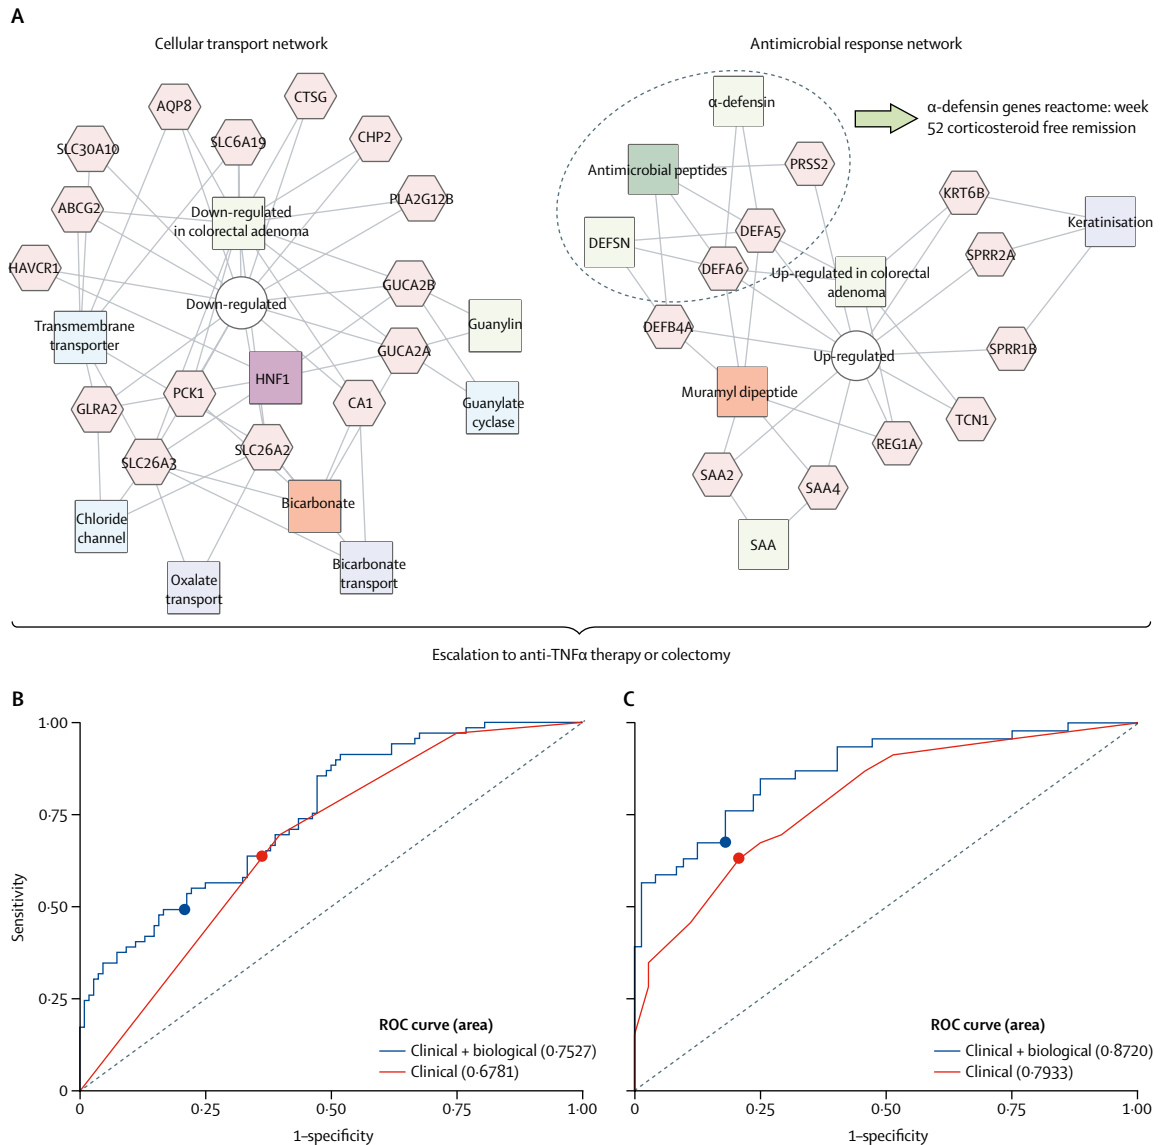 A
Cellular transport network
Antimicrobial response network
AQP8
CTSG
SLC30A10
SLC6A19
CHP2
ABCG2
PLA2G12B
Down-regulated
in colorectal adenoma
HAVCR1
Down-regulated
GUCA2B
Transmembrane
transporter
Guanylin
GUCA2A
HNF1
PCK1
GLRA2
CA1
Guanylate
cyclase
SLC26A3
SLC26A2
Bicarbonate
Chloride
channel
Bicarbonate
transport
Oxalate
transport
α-defensin
α-defensin genes reactome: week
52 corticosteroid free remission
Antimicrobial peptides
PRSS2
KRT6B
Keratinisation
DEFSN
DEFA5
SPRR2A
DEFA6
Up-regulated in colorectal
adenoma
DEFB4A
Up-regulated
SPRR1B
Muramyl dipeptide
TCN1
REG1A
SAA2
SAA4
SAA
Escalation to anti-TNFα therapy or colectomy
B
1·00
0·75
0·50
0·25
0
Sensitivity
ROC curve (area)
Clinical + biological (0·7527)
Clinical (0·6781)
0
0·25
0·50
0·75
1·00
1–specificity
C
ROC curve (area)
Clinical + biological (0·8720)
Clinical (0·7933)
0
0·25
0·50
0·75
1·00
1–specificity